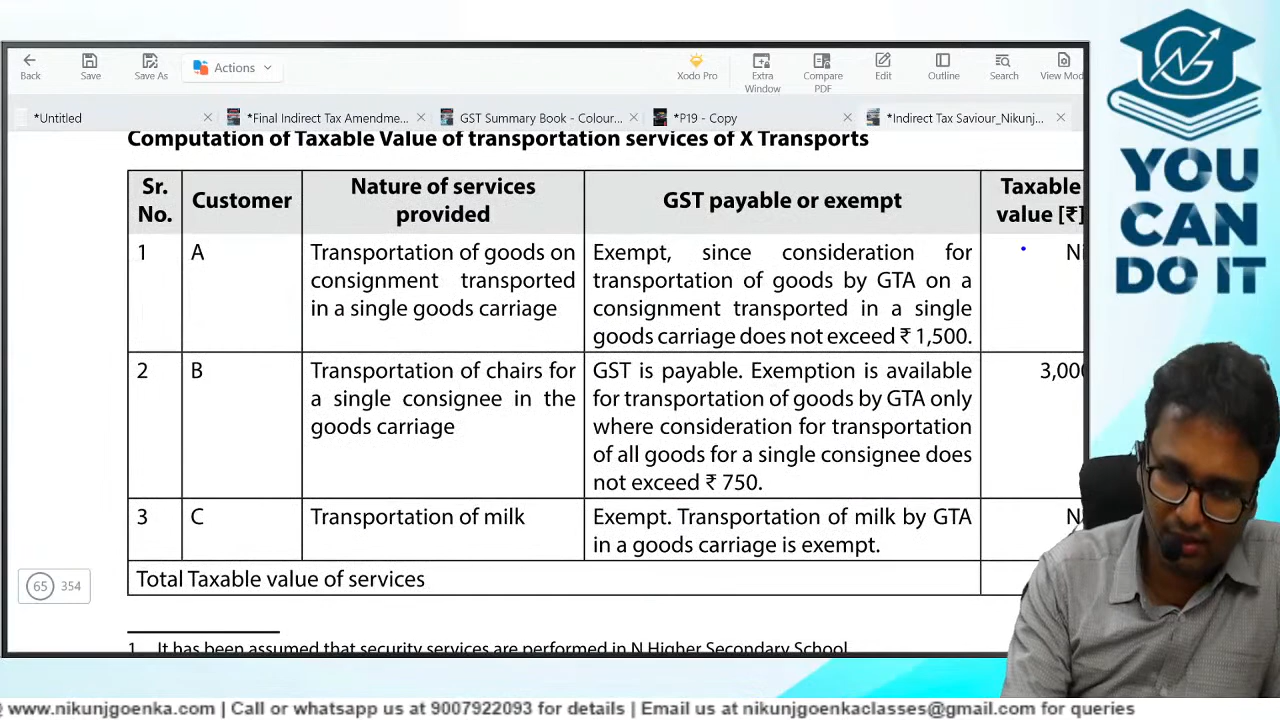 Back
Save
Save As
Actions
Xodo Pro
Extra Window
Compare PDF
Edit
Outline
Search
View Mod
*Untitled
*Final Indirect Tax Amendme...
GST Summary Book - Colour...
*P19 - Copy
*Indirect Tax Saviour_Nikunj...
Computation of Taxable Value of transportation services of X Transports
Sr. No.
Customer
Nature of services provided
GST payable or exempt
Taxable value [₹]
1
A
Transportation of goods on
consignment transported
in a single goods carriage
Exempt, since consideration for
transportation of goods by GTA on a
consignment transported in a single
goods carriage does not exceed ₹ 1,500.
2
B
Transportation of chairs for
a single consignee in the
goods carriage
GST is payable. Exemption is available
for transportation of goods by GTA only
where consideration for transportation
of all goods for a single consignee does
not exceed ₹ 750.
3,000
3
C
Transportation of milk
Exempt. Transportation of milk by GTA
in a goods carriage is exempt.
Total Taxable value of services
65 354
1. It has been assumed that security services are performed in N Higher Secondary School
YOU
CAN
DO IT
www.nikunjgoenka.com | Call or whatsapp us at 9007922093 for details | Email us at nikunjgoenkaclasses@gmail.com for queries